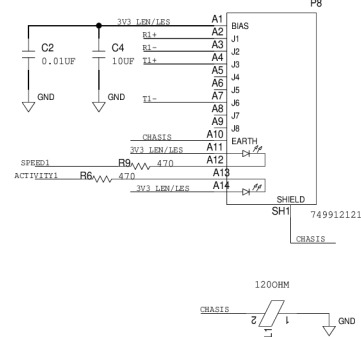 P8
3V3 LEN/LES A1 BIAS
R1+ A2 J1
R1- A3 J2
C2 C4 T1+ A4 J3
0.01UF 10UF A5 J4
A6 J5
GND GND T1- A7 J6
A8 J7
A9 J8
CHASIS A10 EARTH
3V3 LEN/LES A11
SPEED1 R9 470 A12
ACTIVITY1 R6 470 A13
3V3 LEN/LES A14
SHIELD
SH1 749912121
CHASIS
120OHM
CHASIS 2 1 GND
L1